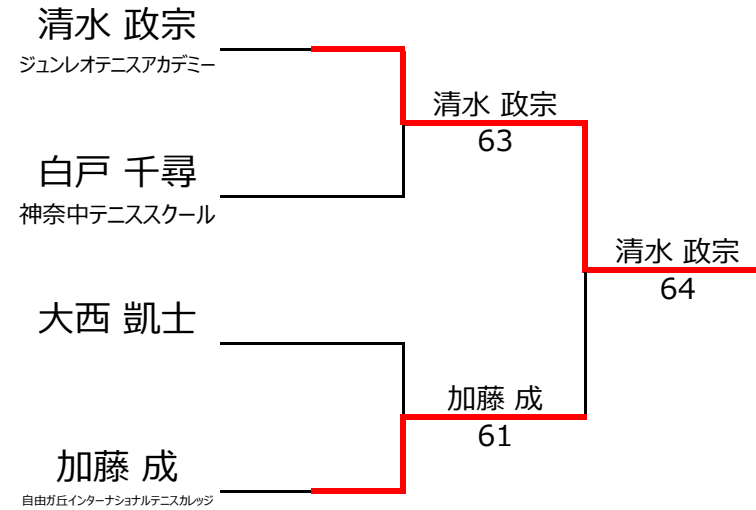 清水 政宗
ジュンレオテニスアカデミー
清水 政宗
63
白戸 千尋
神奈中テニススクール
清水 政宗
64
大西 凱士
加藤 成
61
加藤 成
自由ガ丘インターナショナルテニスカレッジ